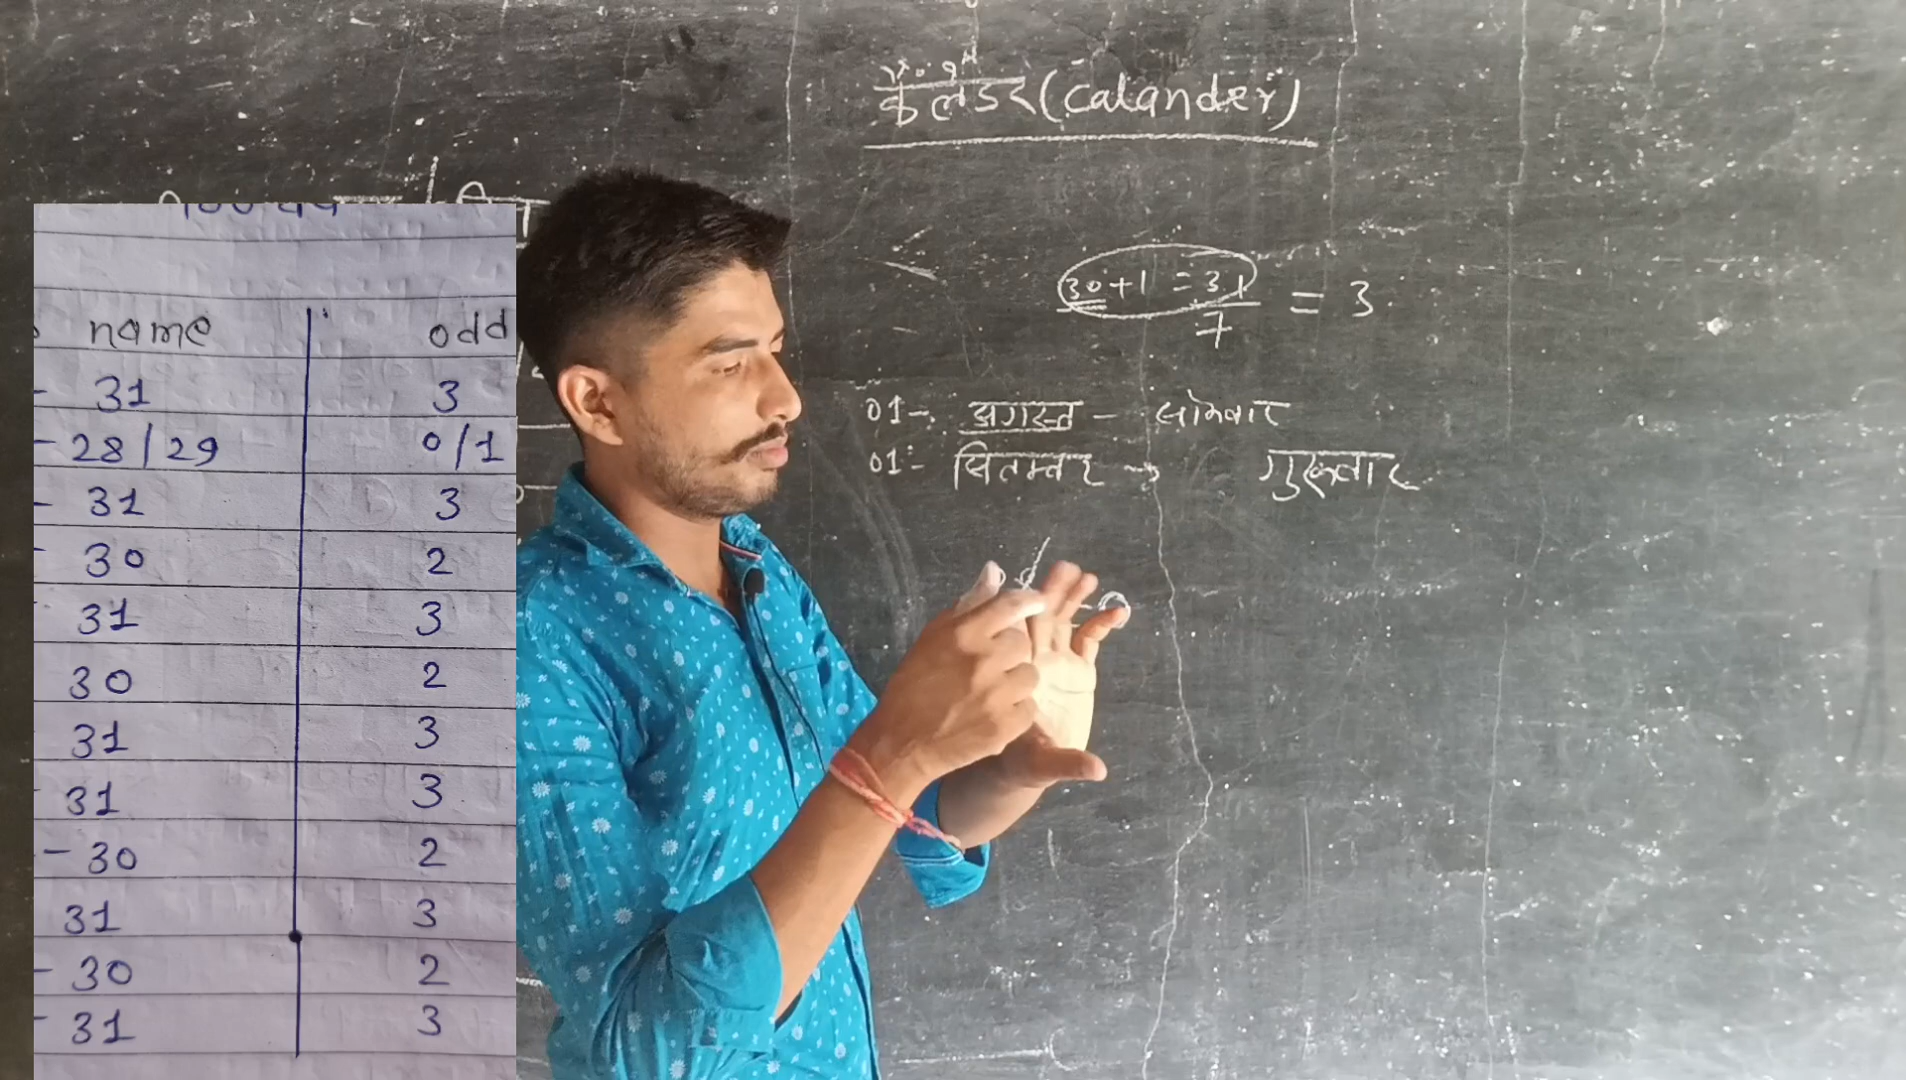 कैलेंडर (Calander)
30+1 = 31
7
= 3
01-. अगस्त - सोमवार
01- सितम्बर → गुरूवार
name odd
- 31 3
- 28/29 0/1
- 31 3
- 30 2
31 3
30 2
31 3
31 3
- 30 2
31 3
- 30 2
- 31 3